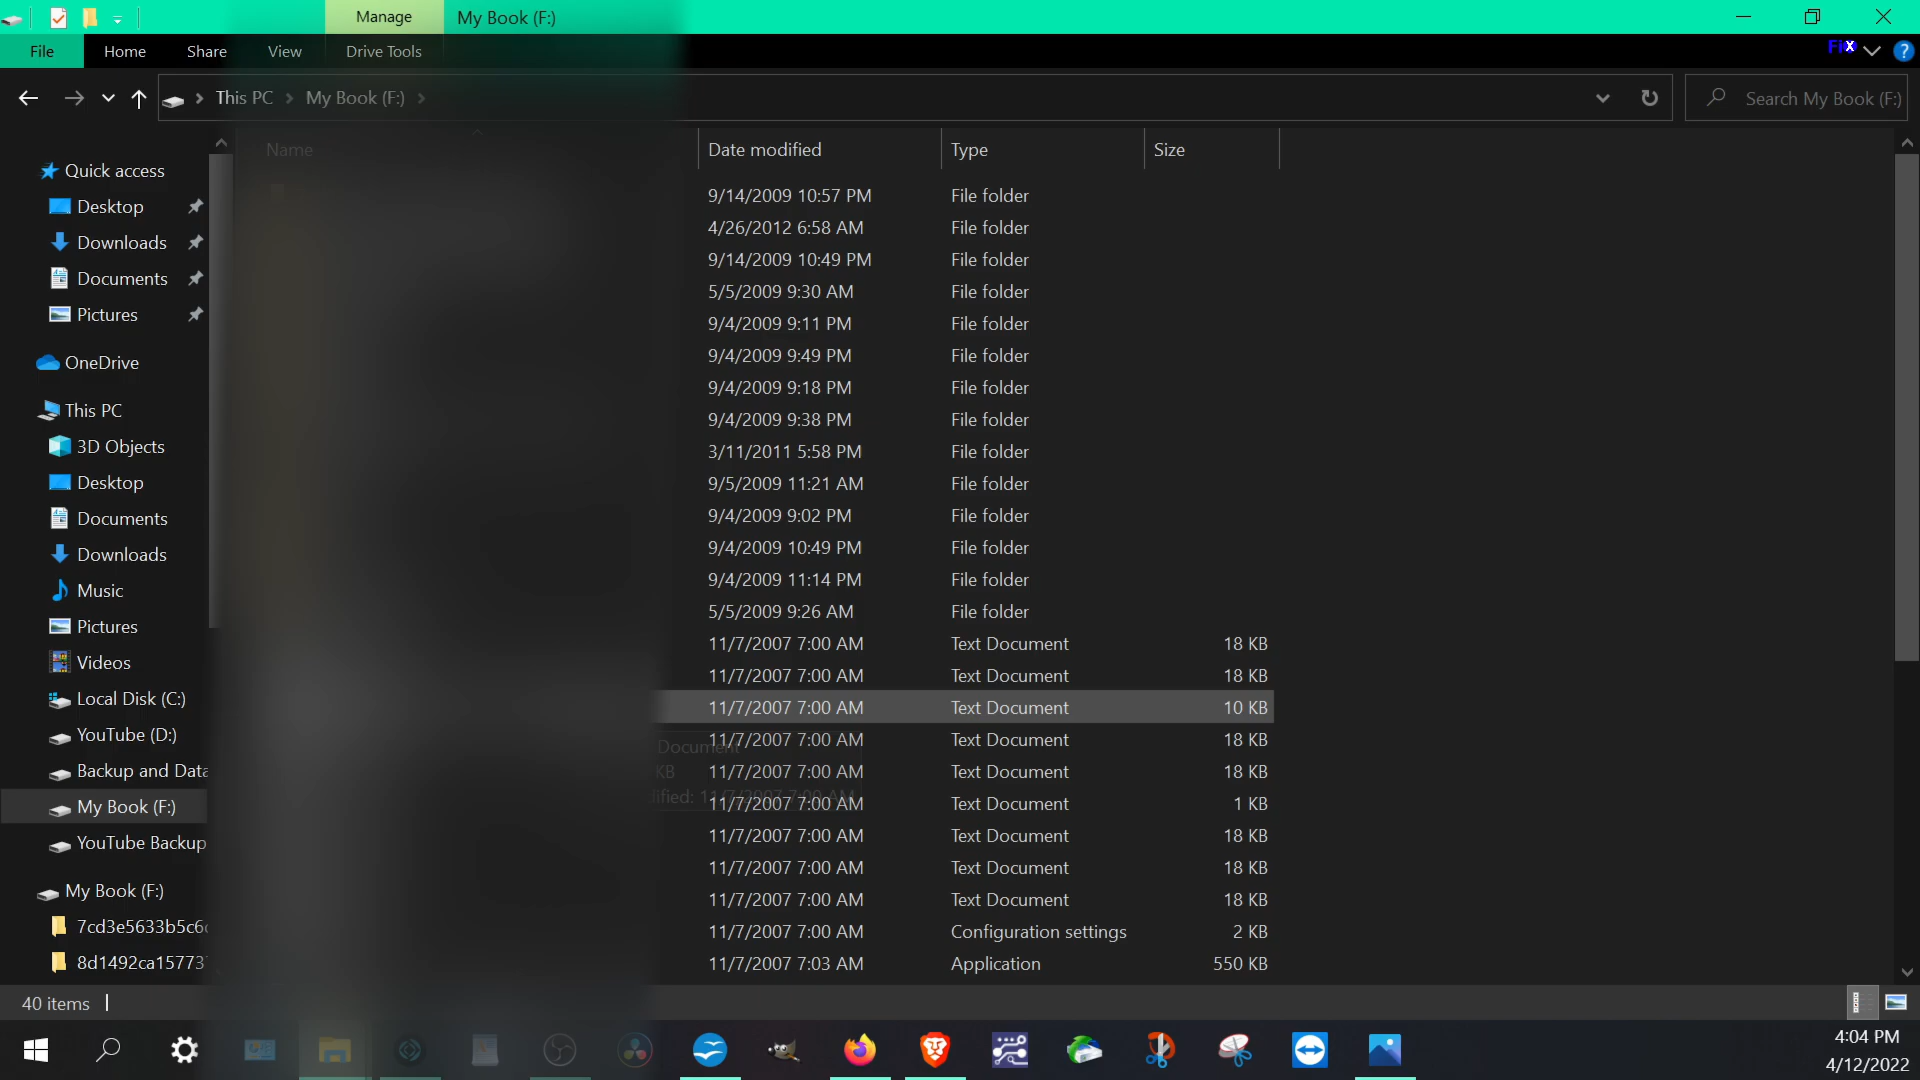 Manage My Book (F:)
File Home Share View Drive Tools
This PC My Book (F:) Search My Book (F:)
Name Date modified Type Size
Quick access
Desktop
Downloads
Documents
Pictures
OneDrive
This PC
3D Objects
Desktop
Documents
Downloads
Music
Pictures
Videos
Local Disk (C:)
YouTube (D:)
Backup and Data
My Book (F:)
YouTube Backup
My Book (F:)
7cd3e5633b5c6
8d1492ca15773
9/14/2009 10:57 PM File folder
4/26/2012 6:58 AM File folder
9/14/2009 10:49 PM File folder
5/5/2009 9:30 AM File folder
9/4/2009 9:11 PM File folder
9/4/2009 9:49 PM File folder
9/4/2009 9:18 PM File folder
9/4/2009 9:38 PM File folder
3/11/2011 5:58 PM File folder
9/5/2009 11:21 AM File folder
9/4/2009 9:02 PM File folder
9/4/2009 10:49 PM File folder
9/4/2009 11:14 PM File folder
5/5/2009 9:26 AM File folder
11/7/2007 7:00 AM Text Document 18 KB
11/7/2007 7:00 AM Text Document 18 KB
11/7/2007 7:00 AM Text Document 10 KB
11/7/2007 7:00 AM Text Document 18 KB
Document
11/7/2007 7:00 AM Text Document 18 KB
KB
11/7/2007 7:00 AM Text Document 1 KB
11/7/2007 7:00 AM
11/7/2007 7:00 AM Text Document 18 KB
11/7/2007 7:00 AM Text Document 18 KB
11/7/2007 7:00 AM Text Document 18 KB
11/7/2007 7:00 AM Configuration settings 2 KB
11/7/2007 7:03 AM Application 550 KB
40 items
4:04 PM
4/12/2022